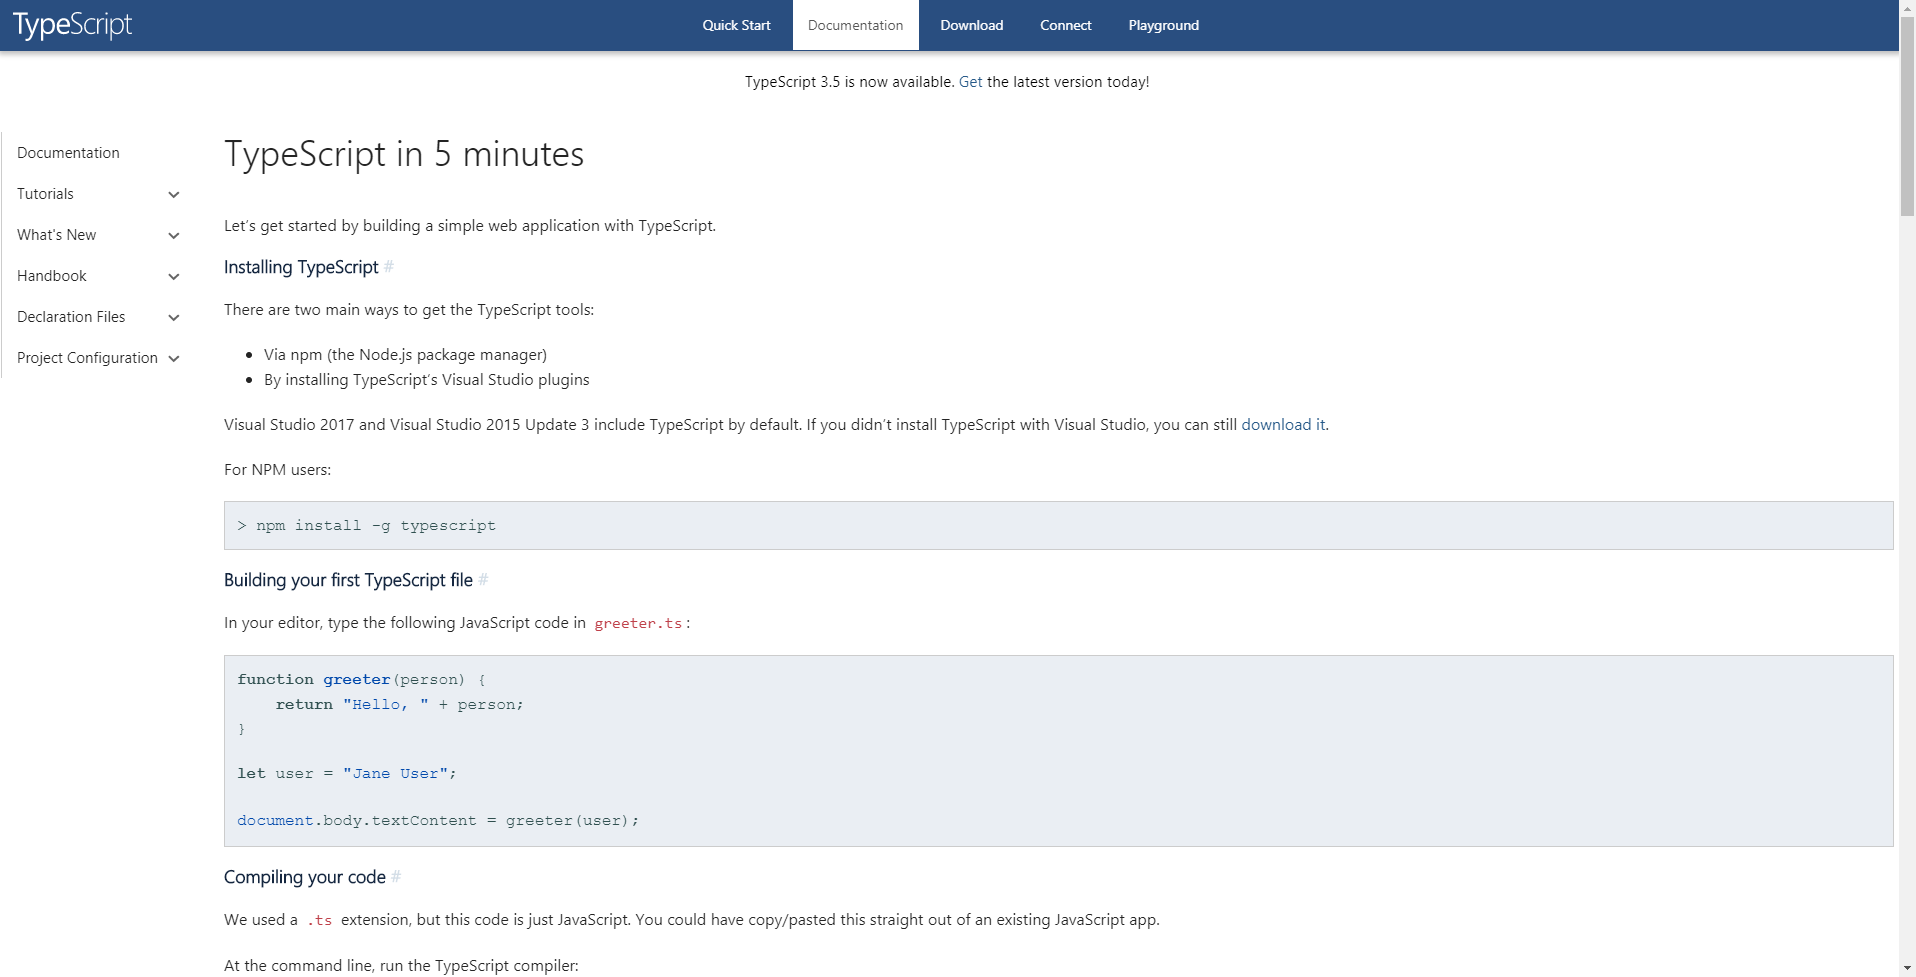 TypeScript
Quick Start
Documentation
Download
Connect
Playground
TypeScript 3.5 is now available. Get the latest version today!
Documentation
Tutorials
What's New
Handbook
Declaration Files
Project Configuration
TypeScript in 5 minutes
Let’s get started by building a simple web application with TypeScript.
Installing TypeScript #
There are two main ways to get the TypeScript tools:
• Via npm (the Node.js package manager)
• By installing TypeScript’s Visual Studio plugins
Visual Studio 2017 and Visual Studio 2015 Update 3 include TypeScript by default. If you didn’t install TypeScript with Visual Studio, you can still download it.
For NPM users:
> npm install -g typescript
Building your first TypeScript file #
In your editor, type the following JavaScript code in greeter.ts:
function greeter(person) {
    return "Hello, " + person;
}
let user = "Jane User";
document.body.textContent = greeter(user);
Compiling your code #
We used a .ts extension, but this code is just JavaScript. You could have copy/pasted this straight out of an existing JavaScript app.
At the command line, run the TypeScript compiler: